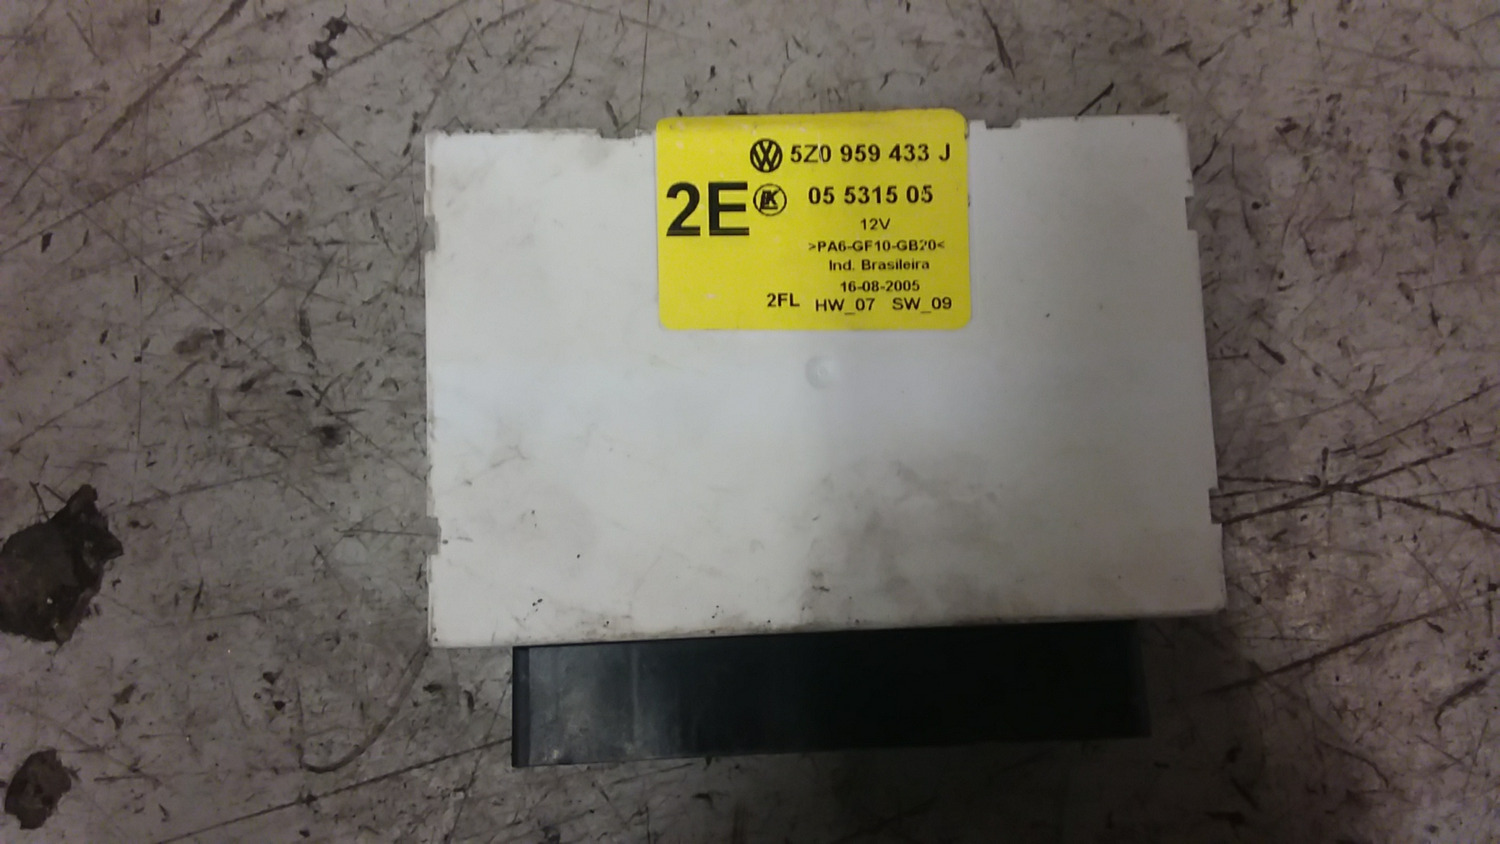 5Z0 959 433 J
2E 05 5315 05
12V
>PA6-GF10-GB20<
Ind. Brasileira
16-08-2005
2FL HW_07 SW_09